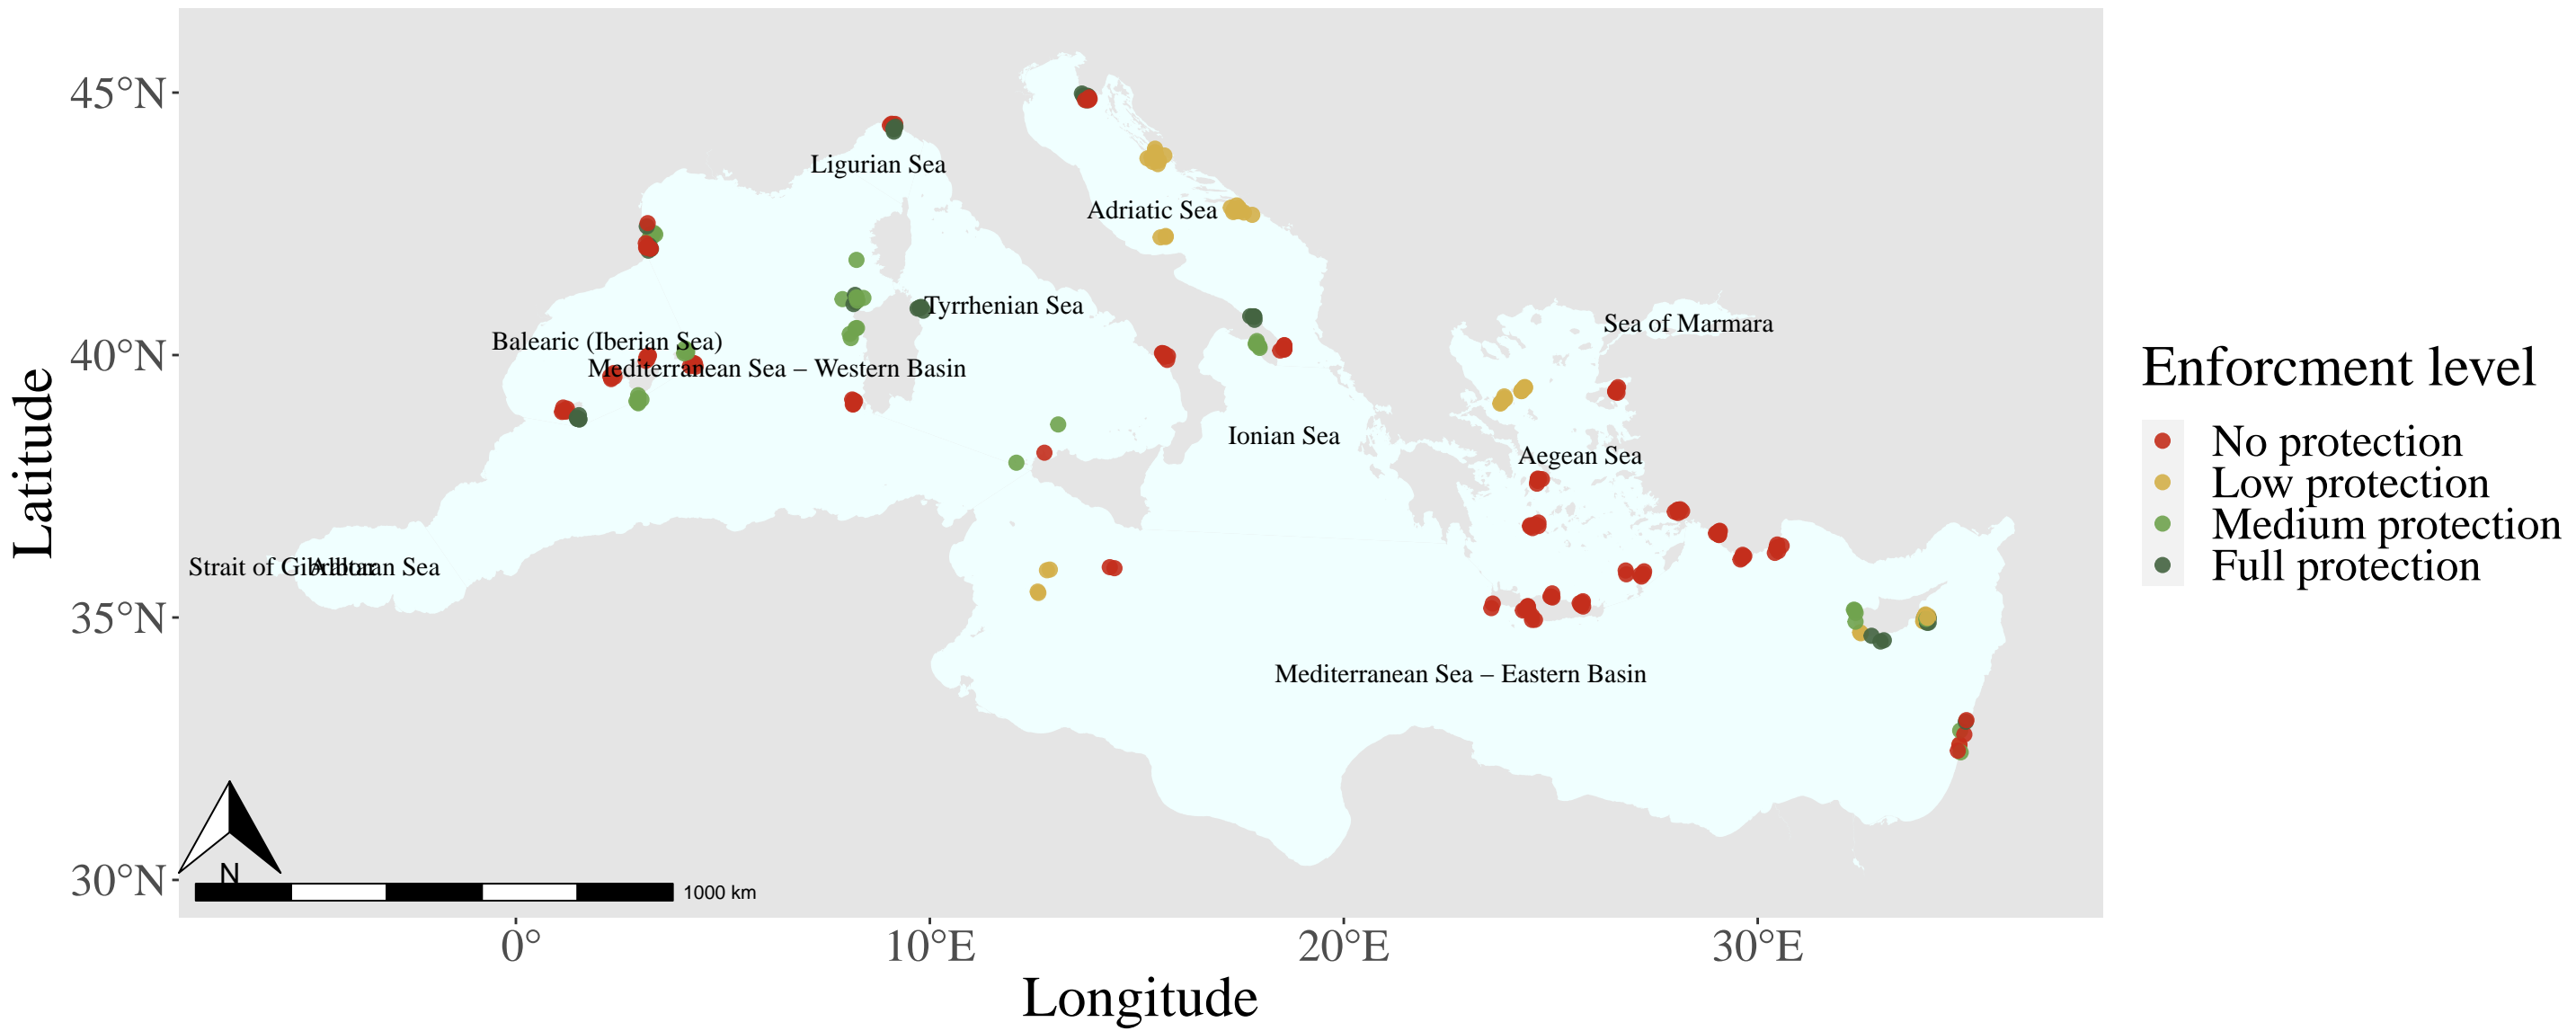 45°N
40°N
35°N
30°N
Latitude
Ligurian Sea
Adriatic Sea
Tyrrhenian Sea
Sea of Marmara
Balearic (Iberian Sea)
Mediterranean Sea – Western Basin
Ionian Sea
Aegean Sea
Strait of Gibraltar
Alboran Sea
Mediterranean Sea – Eastern Basin
N
1000 km
0°
10°E
20°E
30°E
Longitude
Enforcment level
No protection
Low protection
Medium protection
Full protection